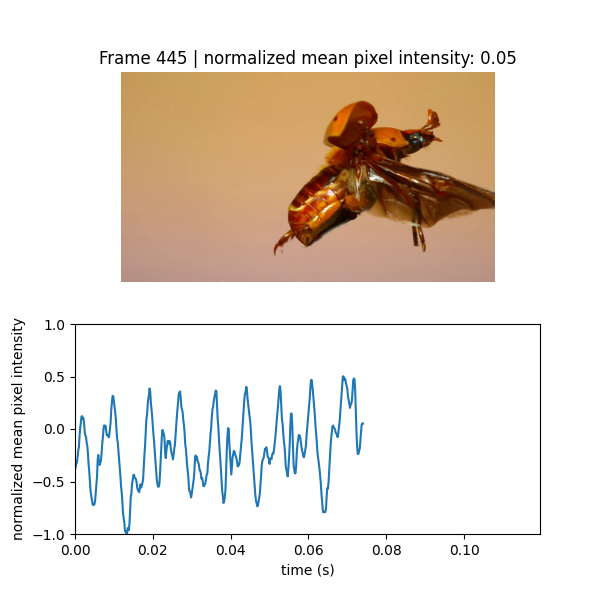 Frame 445 | normalized mean pixel intensity: 0.05
1.0
0.5
0.0
−0.5
−1.0
normalized mean pixel intensity
0.00 0.02 0.04 0.06 0.08 0.10
time (s)